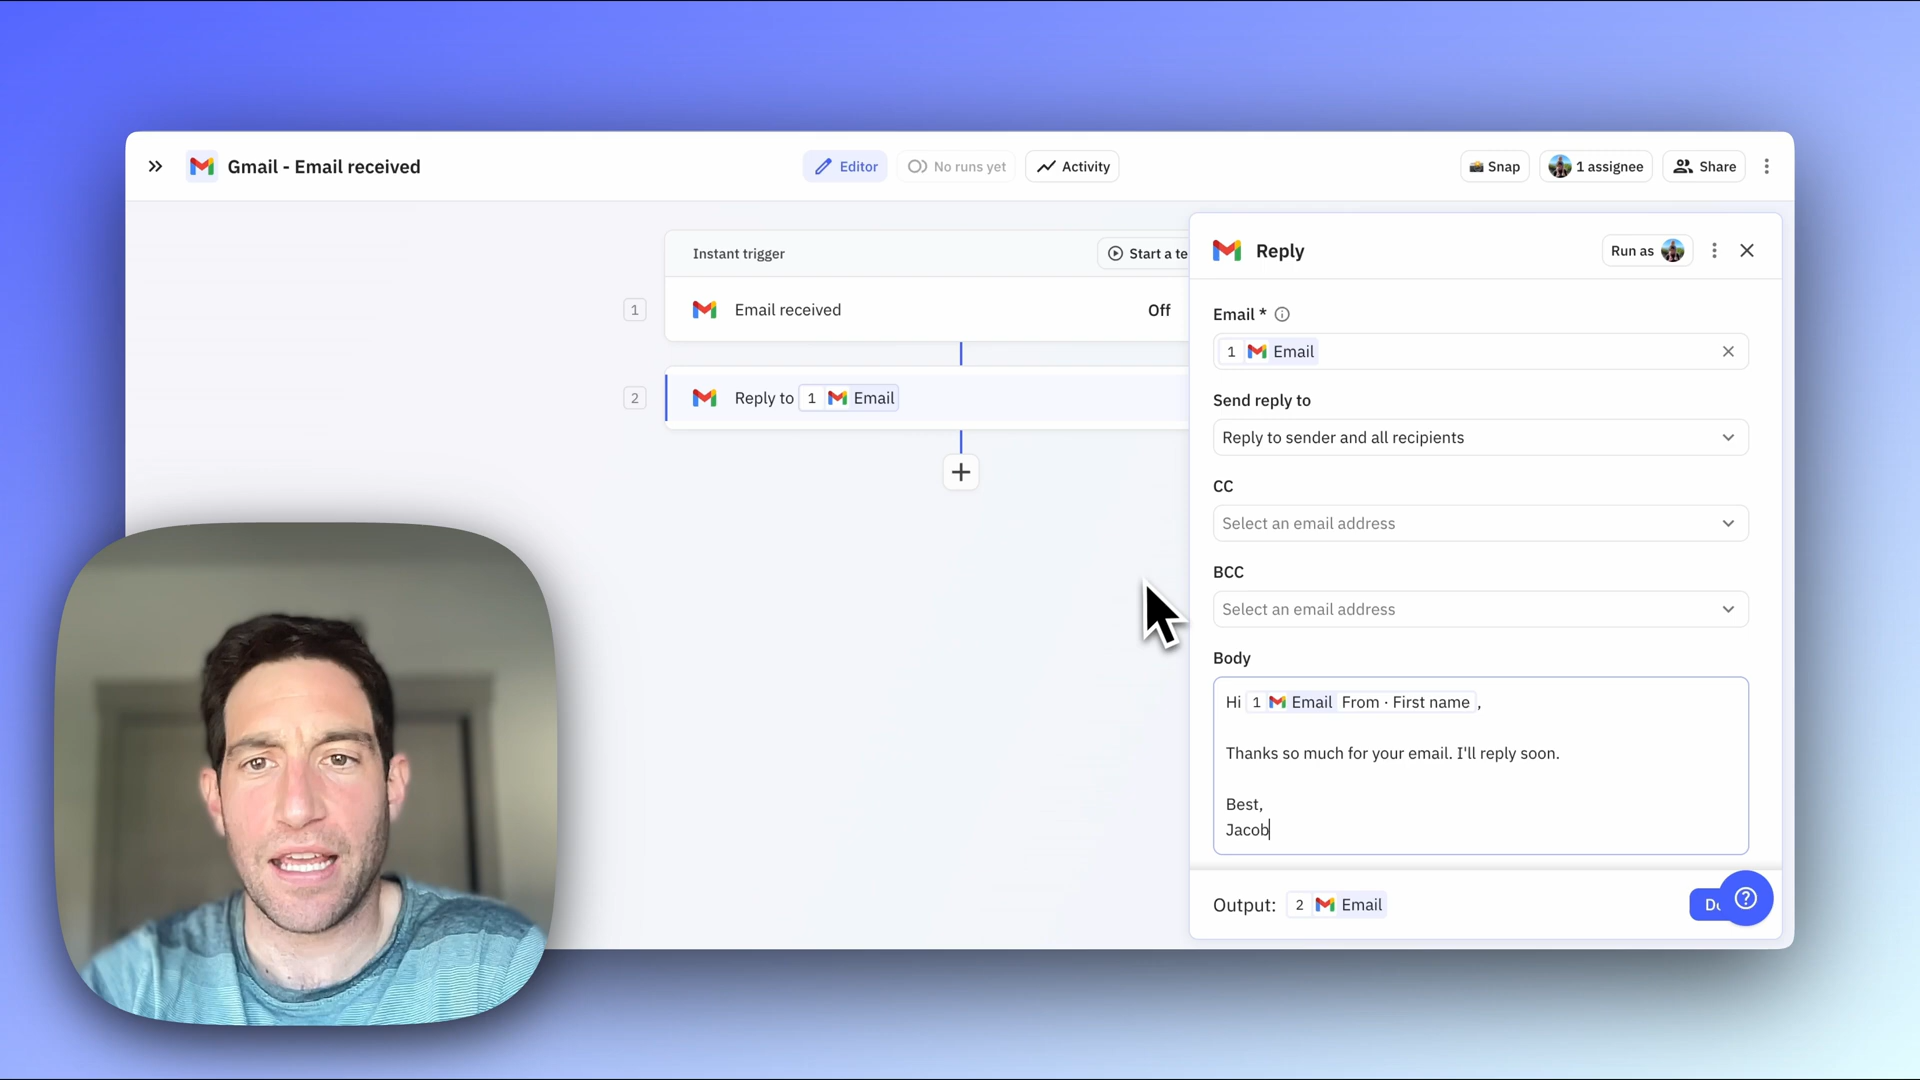 Gmail - Email received
Editor
No runs yet
Activity
Snap
1 assignee
Share
Instant trigger
Start a te
1
Email received
Off
2
Reply to 1 Email
Reply
Run as
Email *
1 Email
Send reply to
Reply to sender and all recipients
CC
Select an email address
BCC
Select an email address
Body
Hi 1 Email From · First name ,
Thanks so much for your email. I'll reply soon.
Best,
Jacob
Output: 2 Email